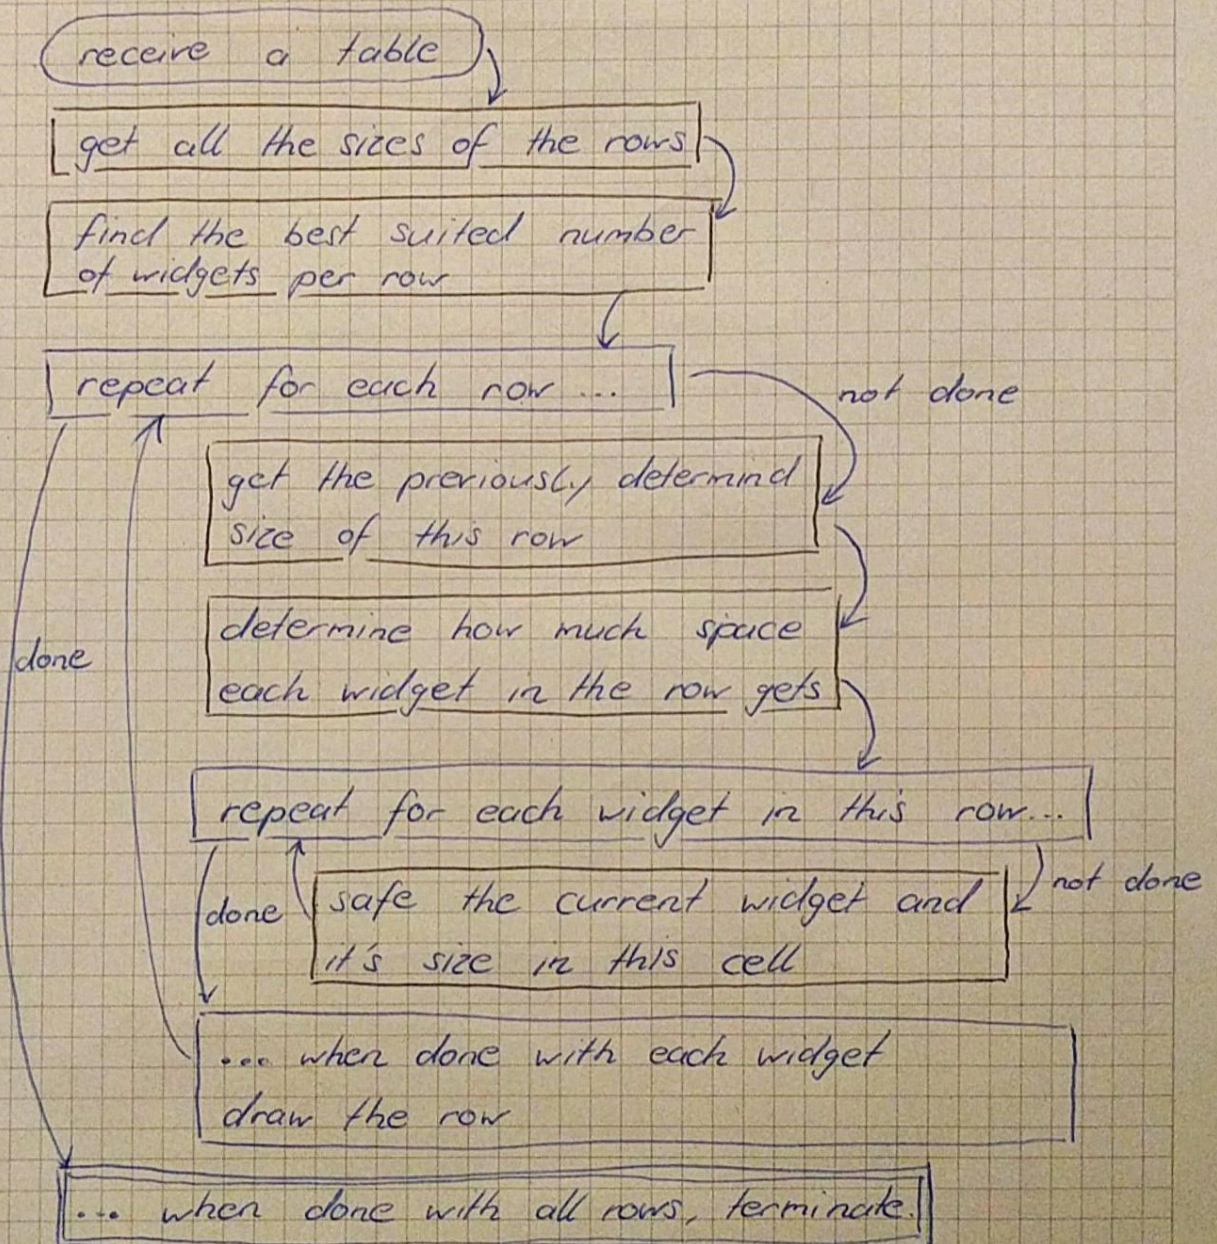 receive a table
get all the sizes of the rows
find the best suited number
of widgets per row
repeat for each row ...
not done
get the previously determind
size of this row
determine how much space
each widget in the row gets
done
repeat for each widget in this row...
not done
done
safe the current widget and
it's size in this cell
... when done with each widget
draw the row
... when done with all rows, terminate.